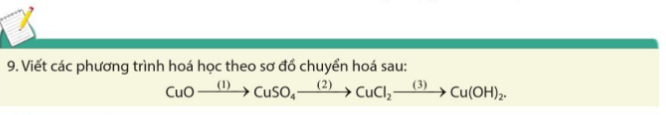 9. Viết các phương trình hoá học theo sơ đồ chuyển hoá sau:
CuO —(1)→ CuSO₄ —(2)→ CuCl₂ —(3)→ Cu(OH)₂.